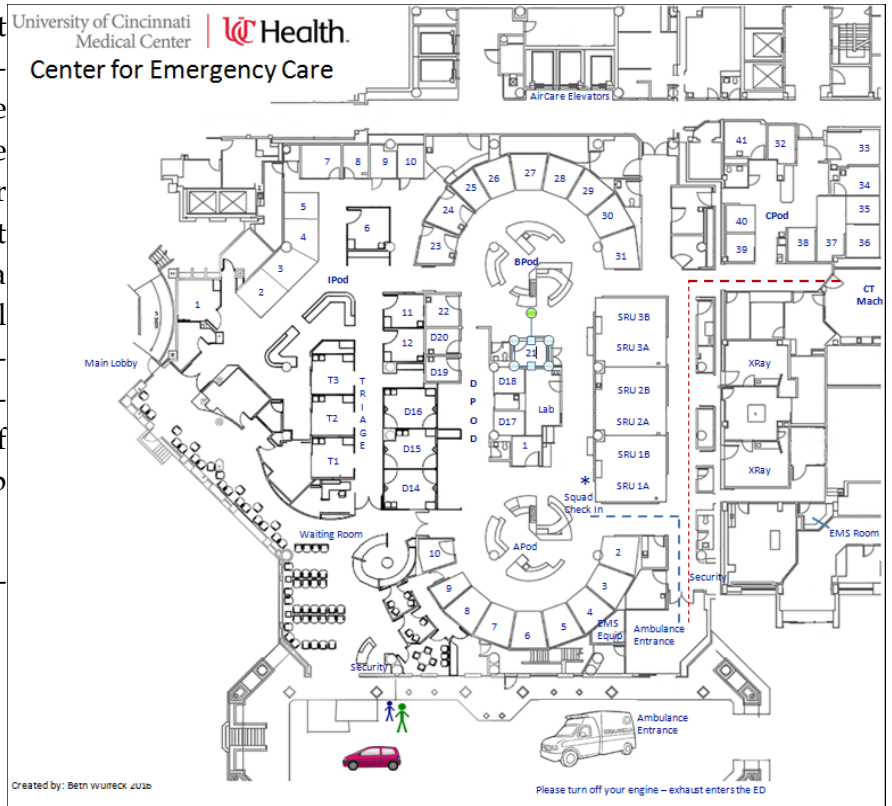 University of Cincinnati
Medical Center
UC Health.
Center for Emergency Care
t
-
e
e
r
t
a
l
-
-
f
-
AirCare Elevators
7 8 9 10
5
4
3
2
1
6
IPod
Main Lobby
23
24
25
26
27
28
29
30
31
BPod
41
32
33
34
35
36
37
38
39
40
CPod
CT
Mach
11
12
22
D20
D19
21
D18
D17
Lab
1
T3
T2
T1
TRIAGE
D16
D15
D14
DPOD
SRU 3B
SRU 3A
SRU 2B
SRU 2A
SRU 1B
SRU 1A
XRay
XRay
*
Squad
Check In
EMS Room
Waiting Room
APod
10
9
8
7
6
5
4
3
2
EMS
Equip
Ambulance
Entrance
Security
Security
Ambulance
Entrance
Created by: Beth Wulfeck 2016
Please turn off your engine – exhaust enters the ED